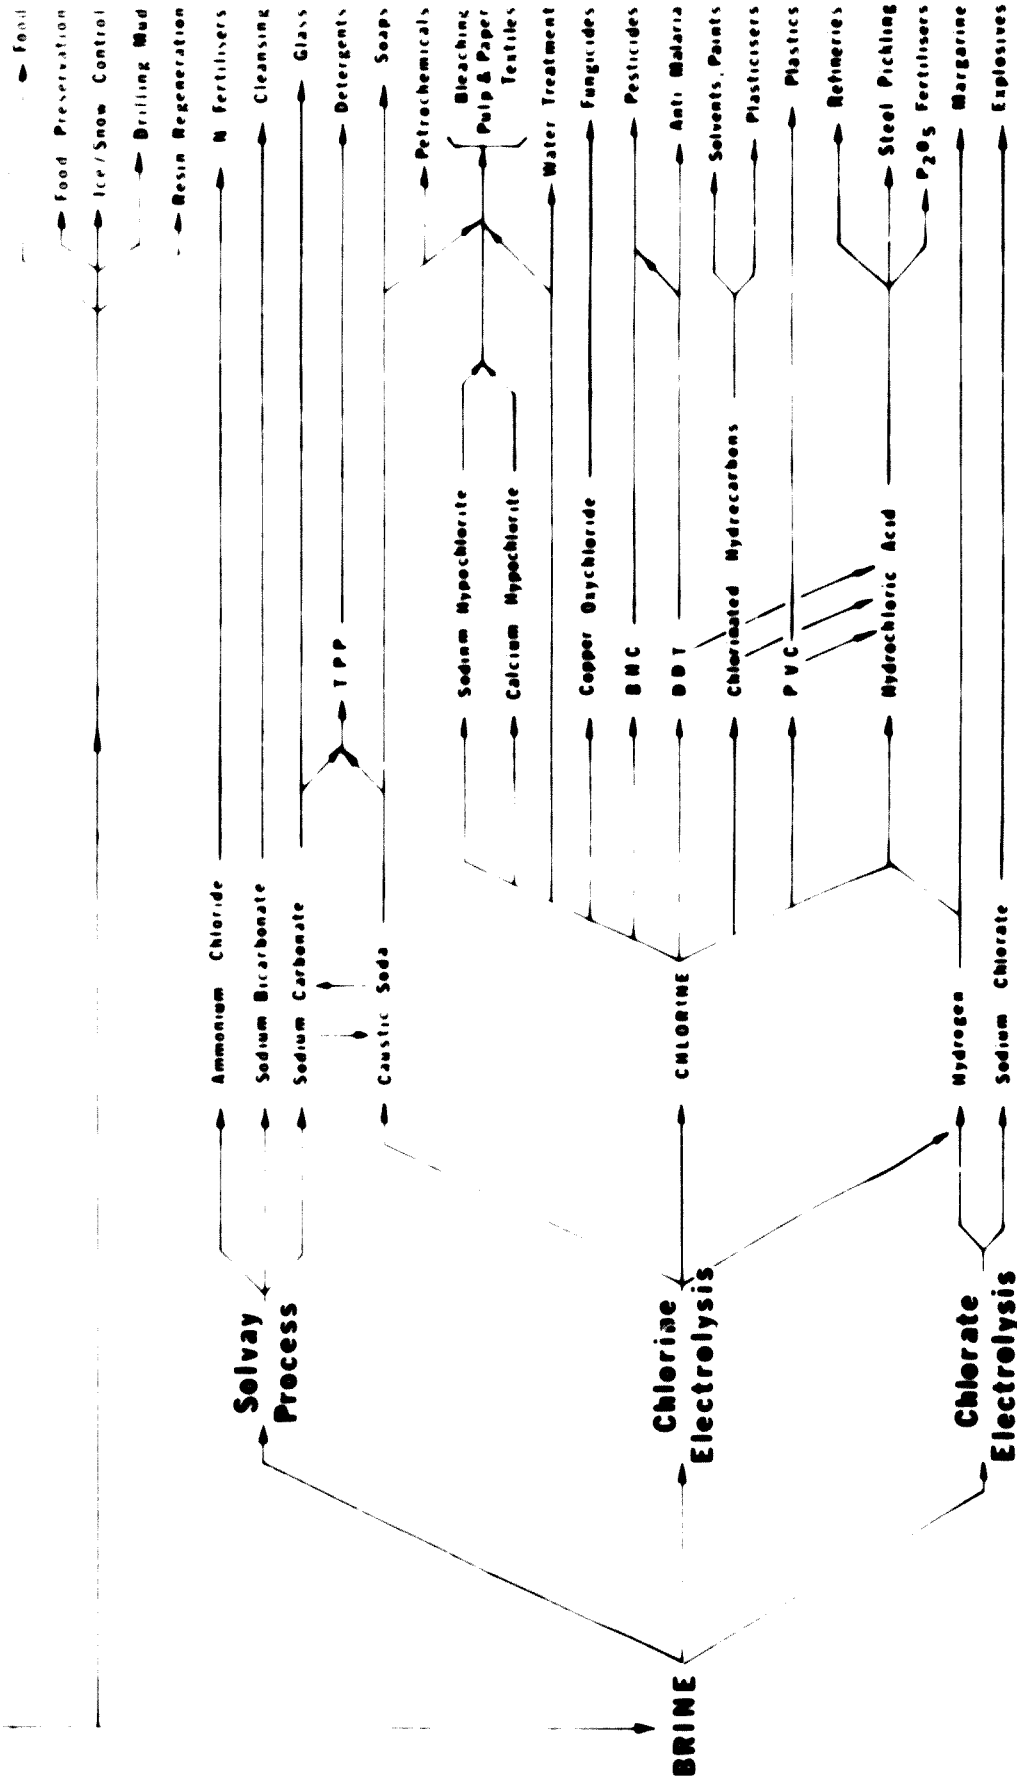 Food
Food Preservation
Ice/Snow Control
Drilling Mud
Resin Regeneration
N Fertilisers
Cleansing
Glass
Detergents
Soaps
Petrochemicals
Bleaching
Pulp & Paper
Textiles
Water Treatment
Fungicides
Pesticides
Anti Malaria
Solvents, Paints
Plasticisers
Plastics
Refineries
Steel Pickling
P2O5 Fertilisers
Margarine
Explosives
TPP
Sodium Hypochlorite
Calcium Hypochlorite
Copper Oxychloride
BHC
DDT
Chlorinated Hydrocarbons
PVC
Hydrochloric Acid
Ammonium Chloride
Sodium Bicarbonate
Sodium Carbonate
Caustic Soda
CHLORINE
Hydrogen
Sodium Chlorate
Solvay
Process
Chlorine
Electrolysis
Chlorate
Electrolysis
BRINE